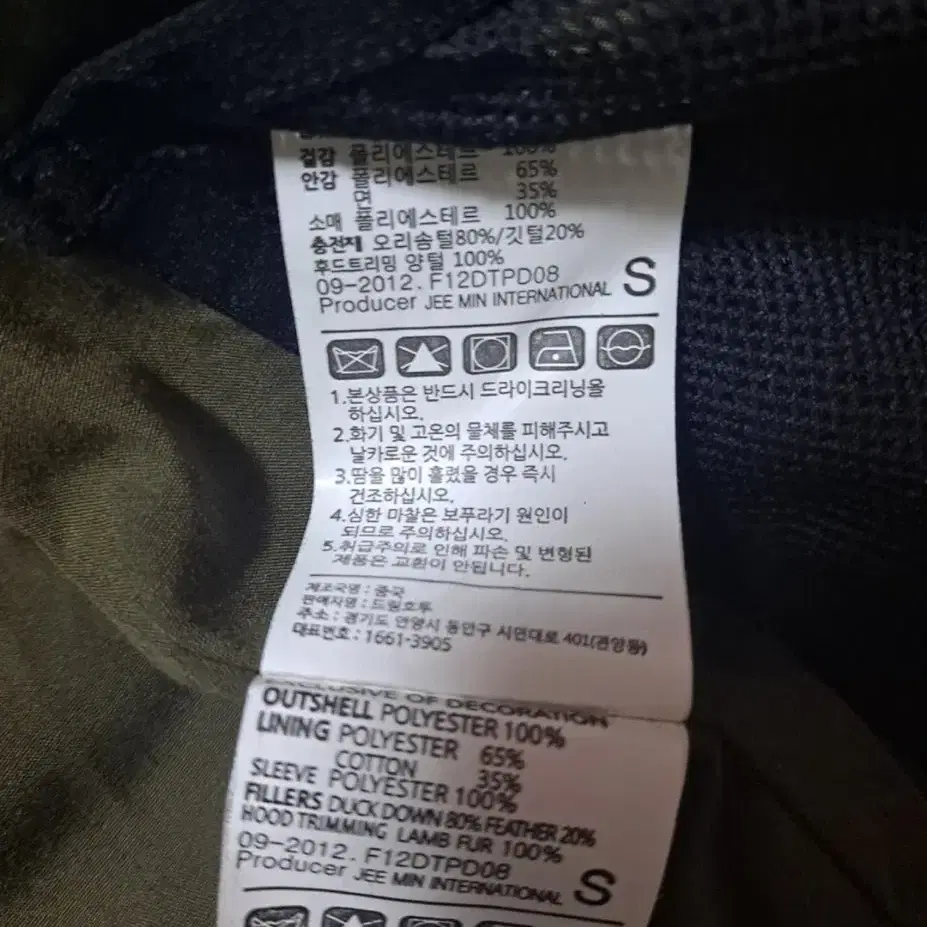 겉감 폴리에스테르 100%
안감 폴리에스테르 65%
면 35%
소매 폴리에스테르 100%
충전재 오리솜털80%/깃털20%
후드트리밍 양털 100%
09-2012. F12DTPD08
Producer JEE MIN INTERNATIONAL S
1.본상품은 반드시 드라이크리닝을
하십시오.
2.화기 및 고온의 물체를 피해주시고
날카로운 것에 주의하십시오.
3.땀을 많이 흘렸을 경우 즉시
건조하십시오.
4.심한 마찰은 보푸라기 원인이
되므로 주의하십시오.
5.취급주의로 인해 파손 및 변형된
제품은 교환이 안됩니다.
제조국명 : 중국
판매자명 : 드림호투
주소 : 경기도 안양시 동안구 시민대로 401(관양동)
대표번호 : 1661-3905
EXCLUSIVE OF DECORATION
OUTSHELL POLYESTER 100%
LINING POLYESTER 65%
COTTON 35%
SLEEVE POLYESTER 100%
FILLERS DUCK DOWN 80% FEATHER 20%
HOOD TRIMMING LAMB FUR 100%
09-2012. F12DTPD08
Producer JEE MIN INTERNATIONAL S